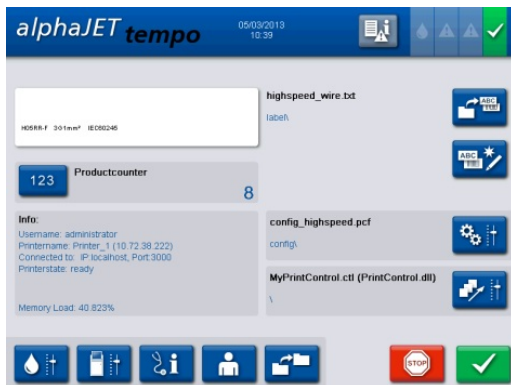 alphaJET tempo
05/03/2013
10:39
H05RR-F 3G1mm² IEC60245
highspeed_wire.txt
label\
ABC
ABC
123
Productcounter
8
Info:
Username: administrator
Printername: Printer_1 (10.72.38.222)
Connected to: IP localhost, Port:3000
Printerstate: ready
Memory Load: 40.823%
config_highspeed.pcf
config\
MyPrintControl.ctl (PrintControl.dll)
\
STOP